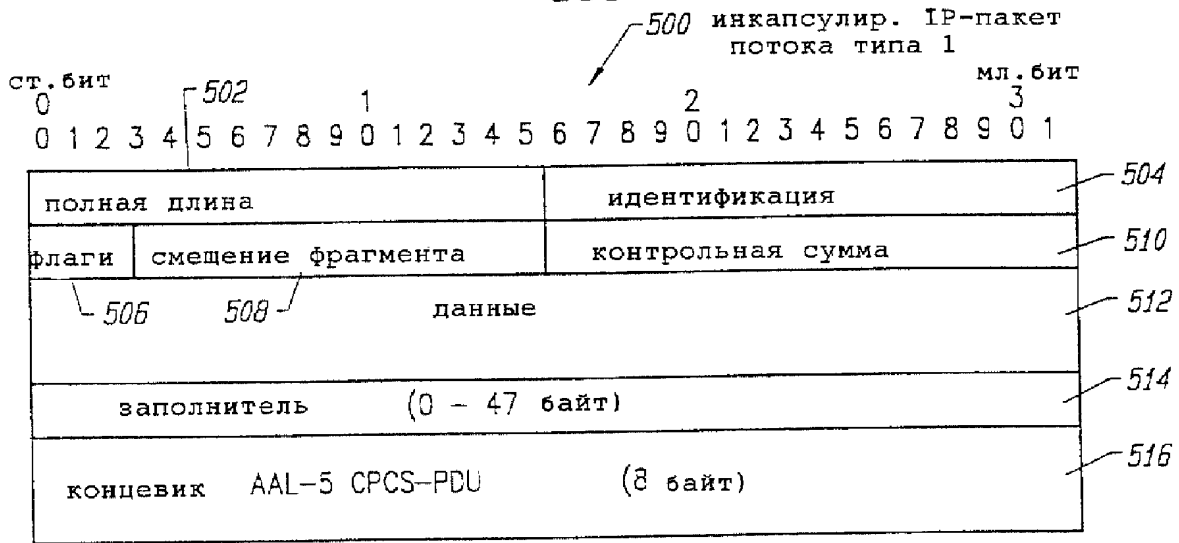 500 инкапсулир. IP-пакет
потока типа 1
ст.бит мл.бит
0 502 1 2 3
0 1 2 3 4 5 6 7 8 9 0 1 2 3 4 5 6 7 8 9 0 1 2 3 4 5 6 7 8 9 0 1
полная длина идентификация 504
флаги смещение фрагмента контрольная сумма 510
506 508 данные 512
заполнитель (0 – 47 байт) 514
концевик AAL-5 CPCS-PDU (8 байт) 516